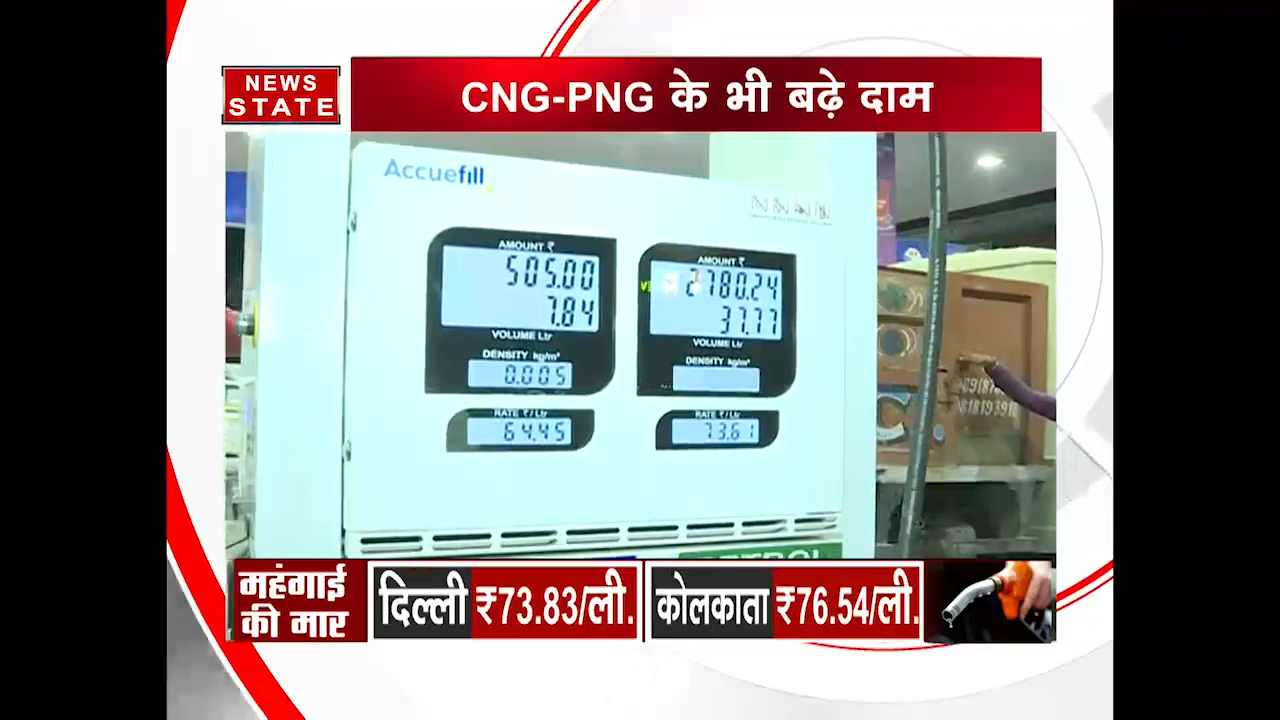 NEWS
STATE
CNG-PNG के भी बढ़े दाम
Accuefill
AMOUNT ₹
505.00
7.84
VOLUME Ltr
DENSITY kg/m³
0.005
RATE ₹/Ltr
64.45
AMOUNT ₹
2780.24
37.77
VOLUME Ltr
DENSITY kg/m³
RATE ₹/Ltr
73.61
PETROL
महंगाई
की मार
दिल्ली ₹73.83/ली.
कोलकाता ₹76.54/ली.